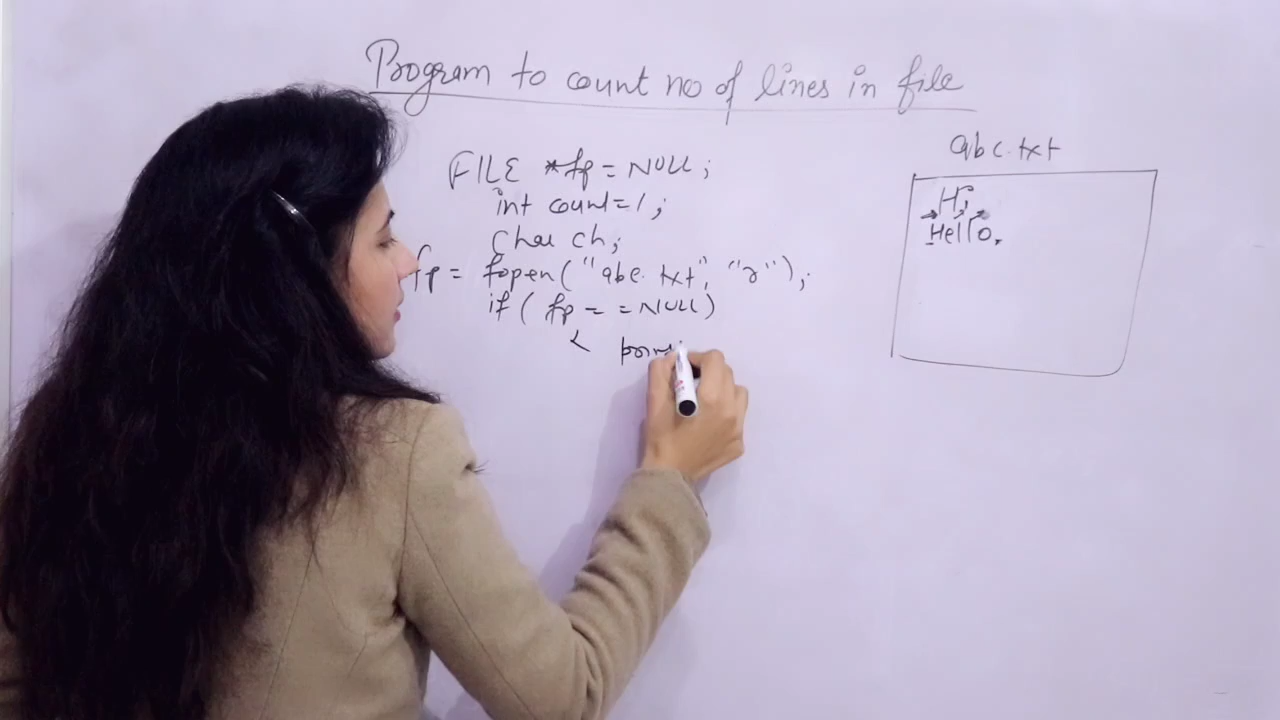 Program to count no of lines in file
FILE *fp = NULL;
int count=1;
char ch;
fp = fopen("abc.txt", "r");
if( fp = = NULL)
{
abc.txt
Hi
Hello.